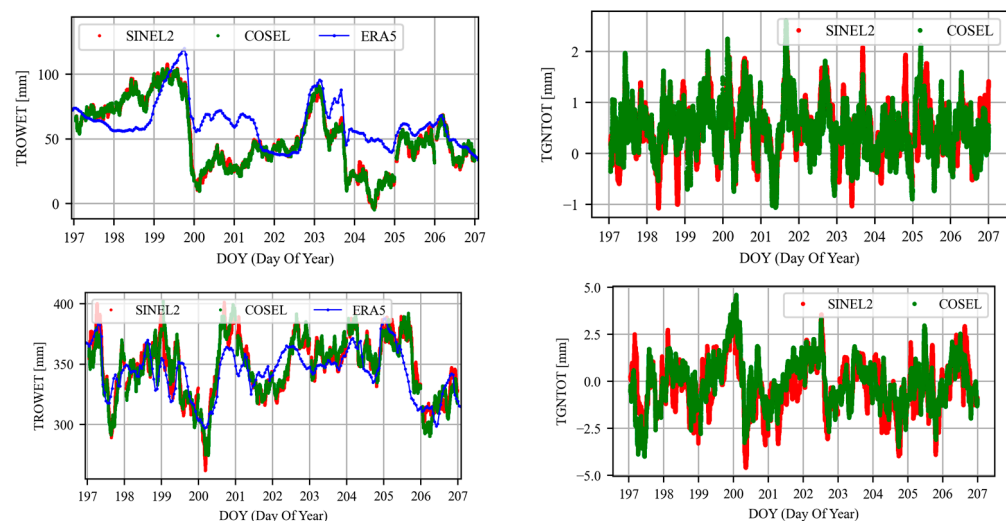 SINEL2 COSEL ERA5
TROWET [mm]
100
50
0
197 198 199 200 201 202 203 204 205 206 207
DOY (Day Of Year)
SINEL2 COSEL
TGNTOT [mm]
2
1
0
−1
197 198 199 200 201 202 203 204 205 206 207
DOY (Day Of Year)
SINEL2 COSEL ERA5
TROWET [mm]
400
350
300
197 198 199 200 201 202 203 204 205 206 207
DOY (Day Of Year)
SINEL2 COSEL
TGNTOT [mm]
5.0
2.5
0.0
−2.5
−5.0
197 198 199 200 201 202 203 204 205 206 207
DOY (Day Of Year)